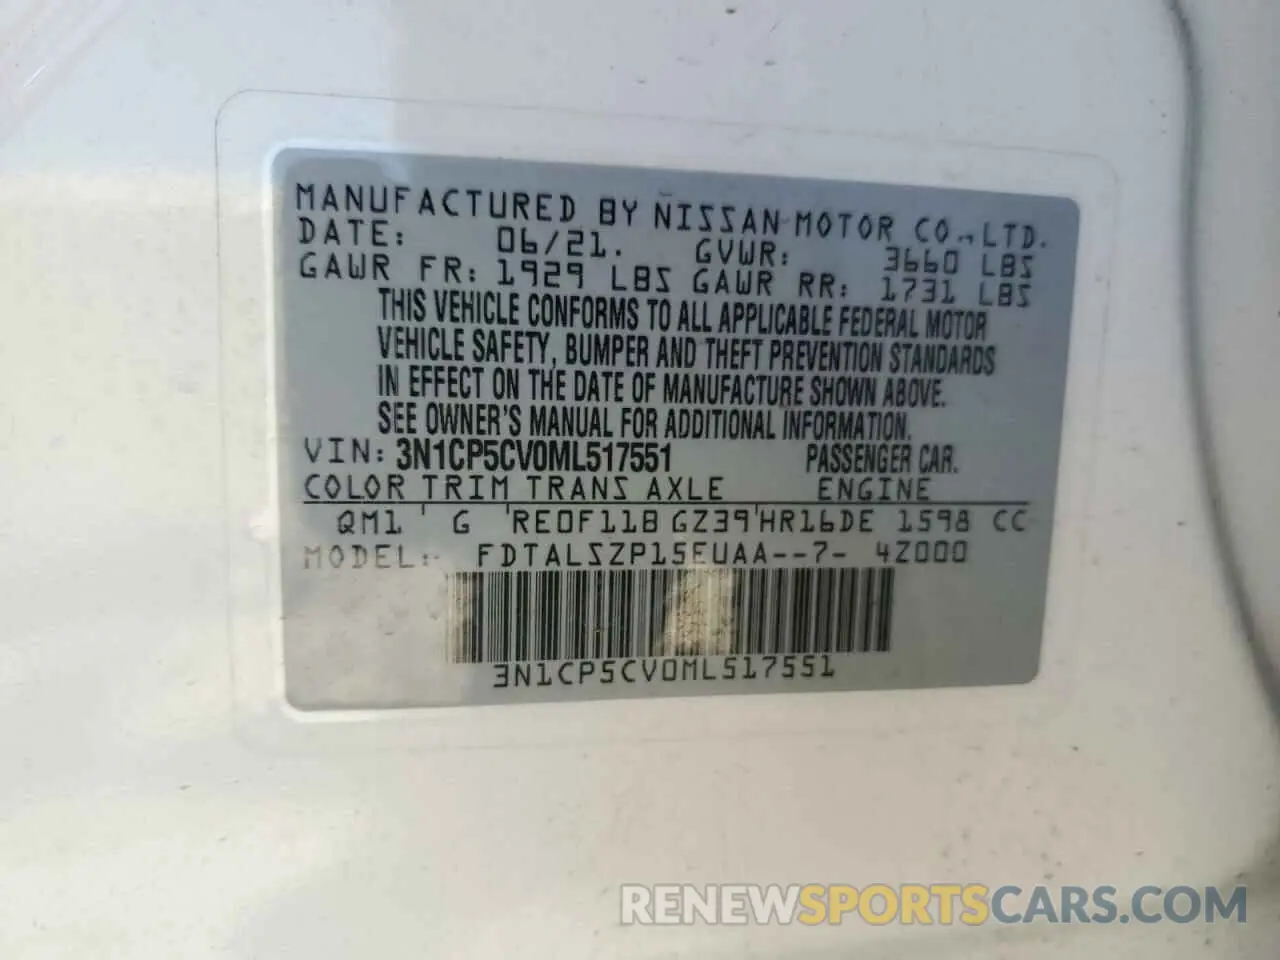 MANUFACTURED BY NISSAN MOTOR CO.,LTD.
DATE: 06/21. GVWR: 3660 LBS
GAWR FR: 1929 LBS GAWR RR: 1731 LBS
THIS VEHICLE CONFORMS TO ALL APPLICABLE FEDERAL MOTOR
VEHICLE SAFETY, BUMPER AND THEFT PREVENTION STANDARDS
IN EFFECT ON THE DATE OF MANUFACTURE SHOWN ABOVE.
SEE OWNER'S MANUAL FOR ADDITIONAL INFORMATION.
VIN: 3N1CP5CV0ML517551 PASSENGER CAR.
COLOR TRIM TRANS AXLE ENGINE
QM1 G RE0F11B GZ39 HR16DE 1598 CC
MODEL: FDTALSZP15EUAA--7- 4Z000
3N1CP5CV0ML517551
RENEWSPORTSCARS.COM